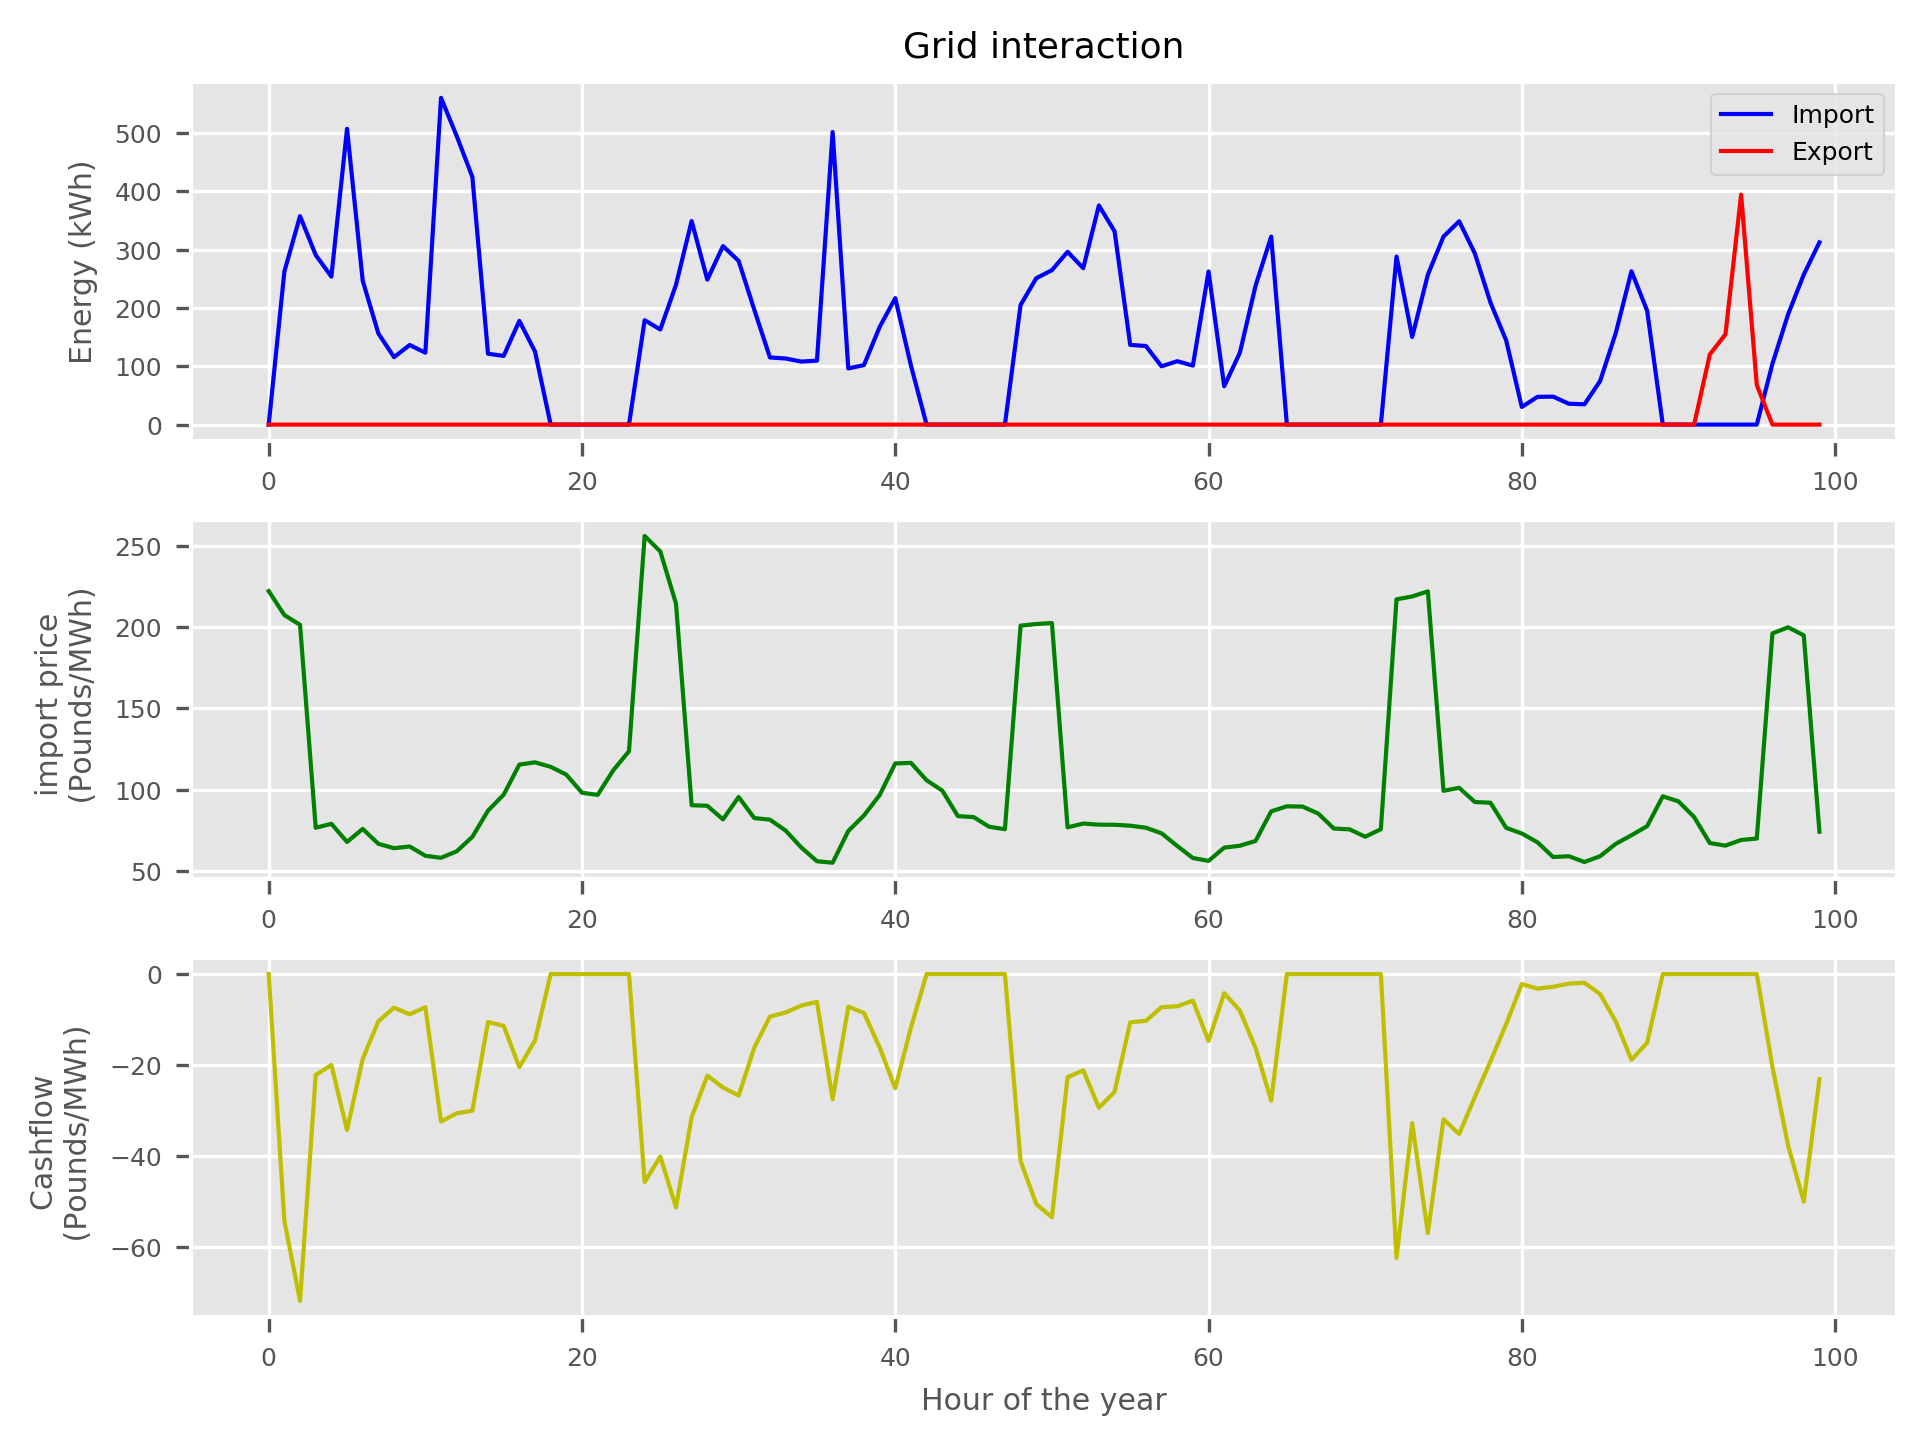 Grid interaction
Energy (kWh)
500
400
300
200
100
0
Import
Export
0 20 40 60 80 100
import price
(Pounds/MWh)
250
200
150
100
50
0 20 40 60 80 100
Cashflow
(Pounds/MWh)
0
−20
−40
−60
0 20 40 60 80 100
Hour of the year